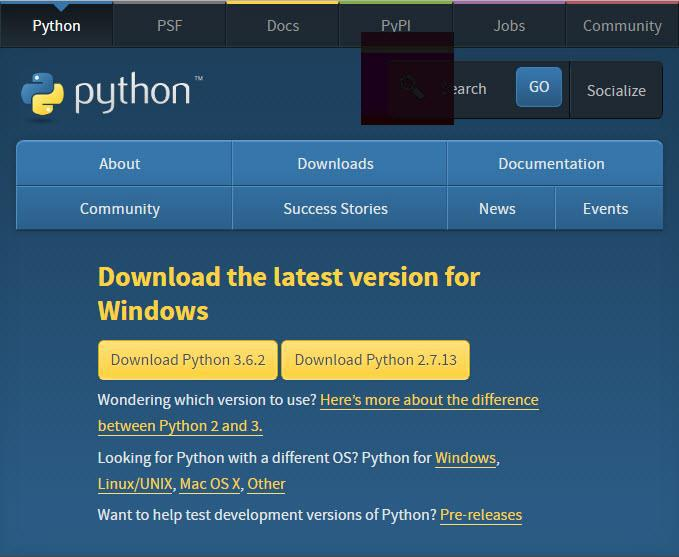 Python PSF Docs PyPI Jobs Community
python™
Search GO Socialize
About Downloads Documentation
Community Success Stories News Events
Download the latest version for
Windows
Download Python 3.6.2 Download Python 2.7.13
Wondering which version to use? Here’s more about the difference
between Python 2 and 3.
Looking for Python with a different OS? Python for Windows,
Linux/UNIX, Mac OS X, Other
Want to help test development versions of Python? Pre-releases